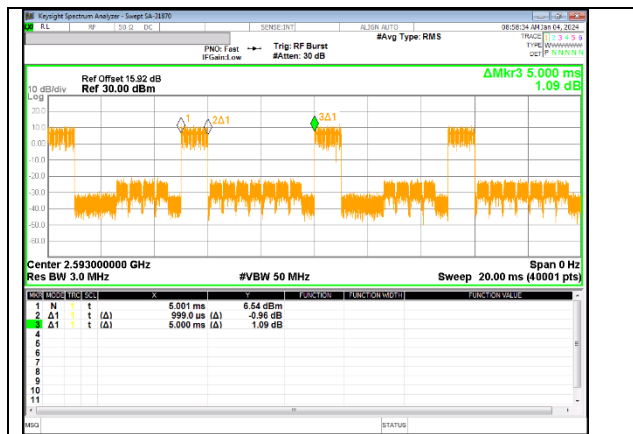 Keysight Spectrum Analyzer - Swept SA-31870
RL RF 50 Ω DC SENSE:INT ALIGN AUTO 08:58:34 AM Jan 04, 2024
#Avg Type: RMS TRACE 1 2 3 4 5 6
PNO: Fast Trig: RF Burst TYPE WWWWWW
IFGain:Low #Atten: 30 dB DET P NNNNN
ΔMkr3 5.000 ms
1.09 dB
Ref Offset 15.92 dB
10 dB/div Ref 30.00 dBm
Log
20.0
10.0
0.00
-10.0
-20.0
-30.0
-40.0
-50.0
-60.0
1
2Δ1
3Δ1
Center 2.593000000 GHz Span 0 Hz
Res BW 3.0 MHz #VBW 50 MHz Sweep 20.00 ms (40001 pts)
MKR MODE TRC SCL X Y FUNCTION FUNCTION WIDTH FUNCTION VALUE
1 N 1 t 5.001 ms 6.54 dBm
2 Δ1 1 t (Δ) 999.0 µs (Δ) -0.96 dB
3 Δ1 1 t (Δ) 5.000 ms (Δ) 1.09 dB
4
5
6
7
8
9
10
11
MSG STATUS